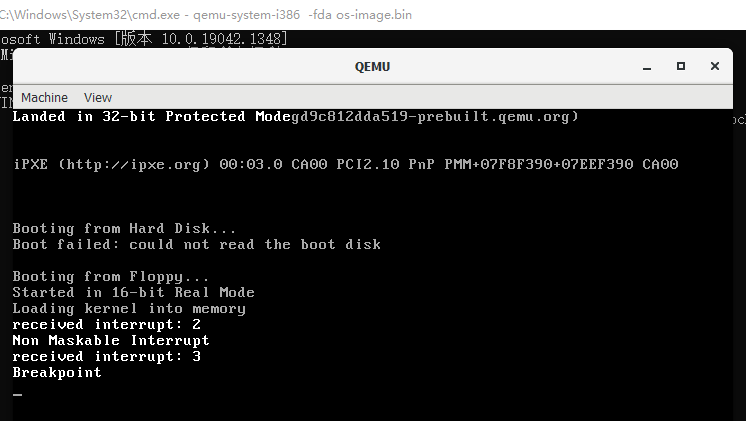 C:\Windows\System32\cmd.exe - qemu-system-i386 -fda os-image.bin
osoft Windows [版本 10.0.19042.1348]
QEMU
Machine View
Landed in 32-bit Protected Modegd9c812dda519-prebuilt.qemu.org)
iPXE (http://ipxe.org) 00:03.0 CA00 PCI2.10 PnP PMM+07F8F390+07EEF390 CA00
Booting from Hard Disk...
Boot failed: could not read the boot disk
Booting from Floppy...
Started in 16-bit Real Mode
Loading kernel into memory
received interrupt: 2
Non Maskable Interrupt
received interrupt: 3
Breakpoint
_